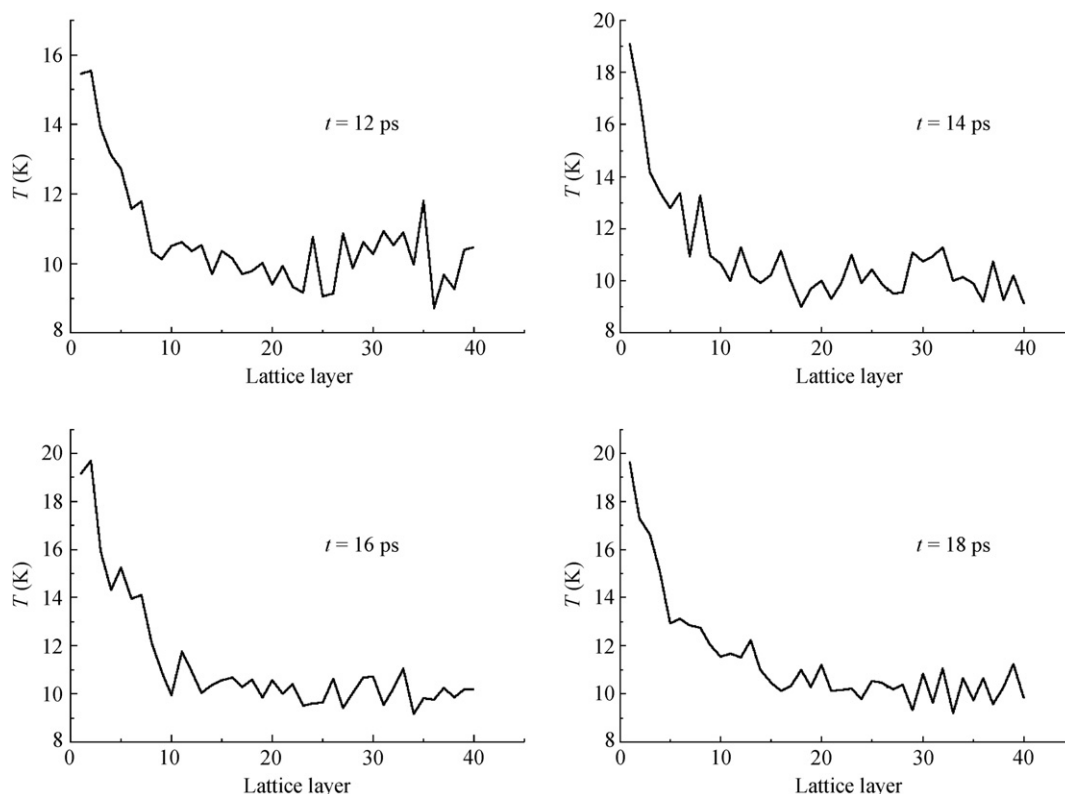 16
14
12
10
8
T (K)
t = 12 ps
0 10 20 30 40
Lattice layer
20
18
16
14
12
10
8
T (K)
t = 14 ps
0 10 20 30 40
Lattice layer
20
18
16
14
12
10
8
T (K)
t = 16 ps
0 10 20 30 40
Lattice layer
20
18
16
14
12
10
8
T (K)
t = 18 ps
0 10 20 30 40
Lattice layer